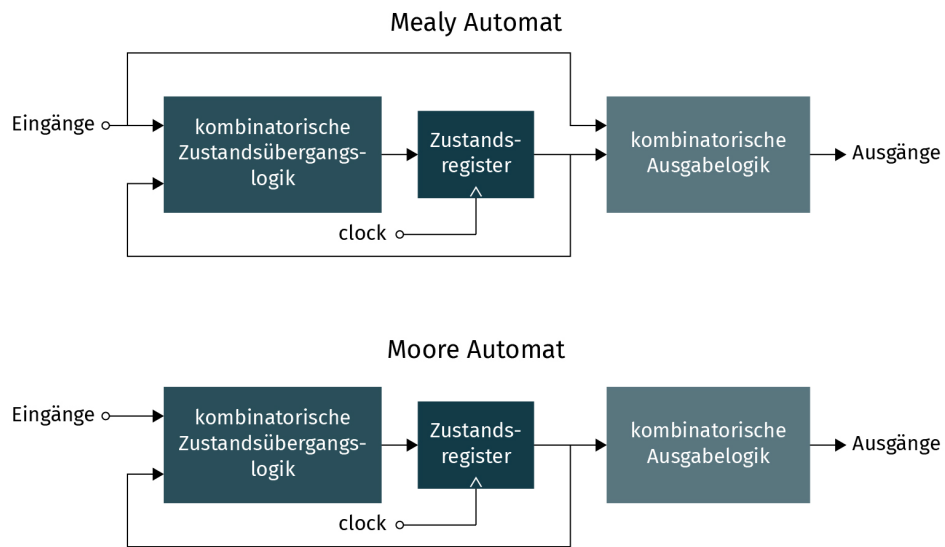 Mealy Automat
Eingänge
kombinatorische
Zustandsübergangs-
logik
Zustands-
register
kombinatorische
Ausgabelogik
Ausgänge
clock
Moore Automat
Eingänge
kombinatorische
Zustandsübergangs-
logik
Zustands-
register
kombinatorische
Ausgabelogik
Ausgänge
clock